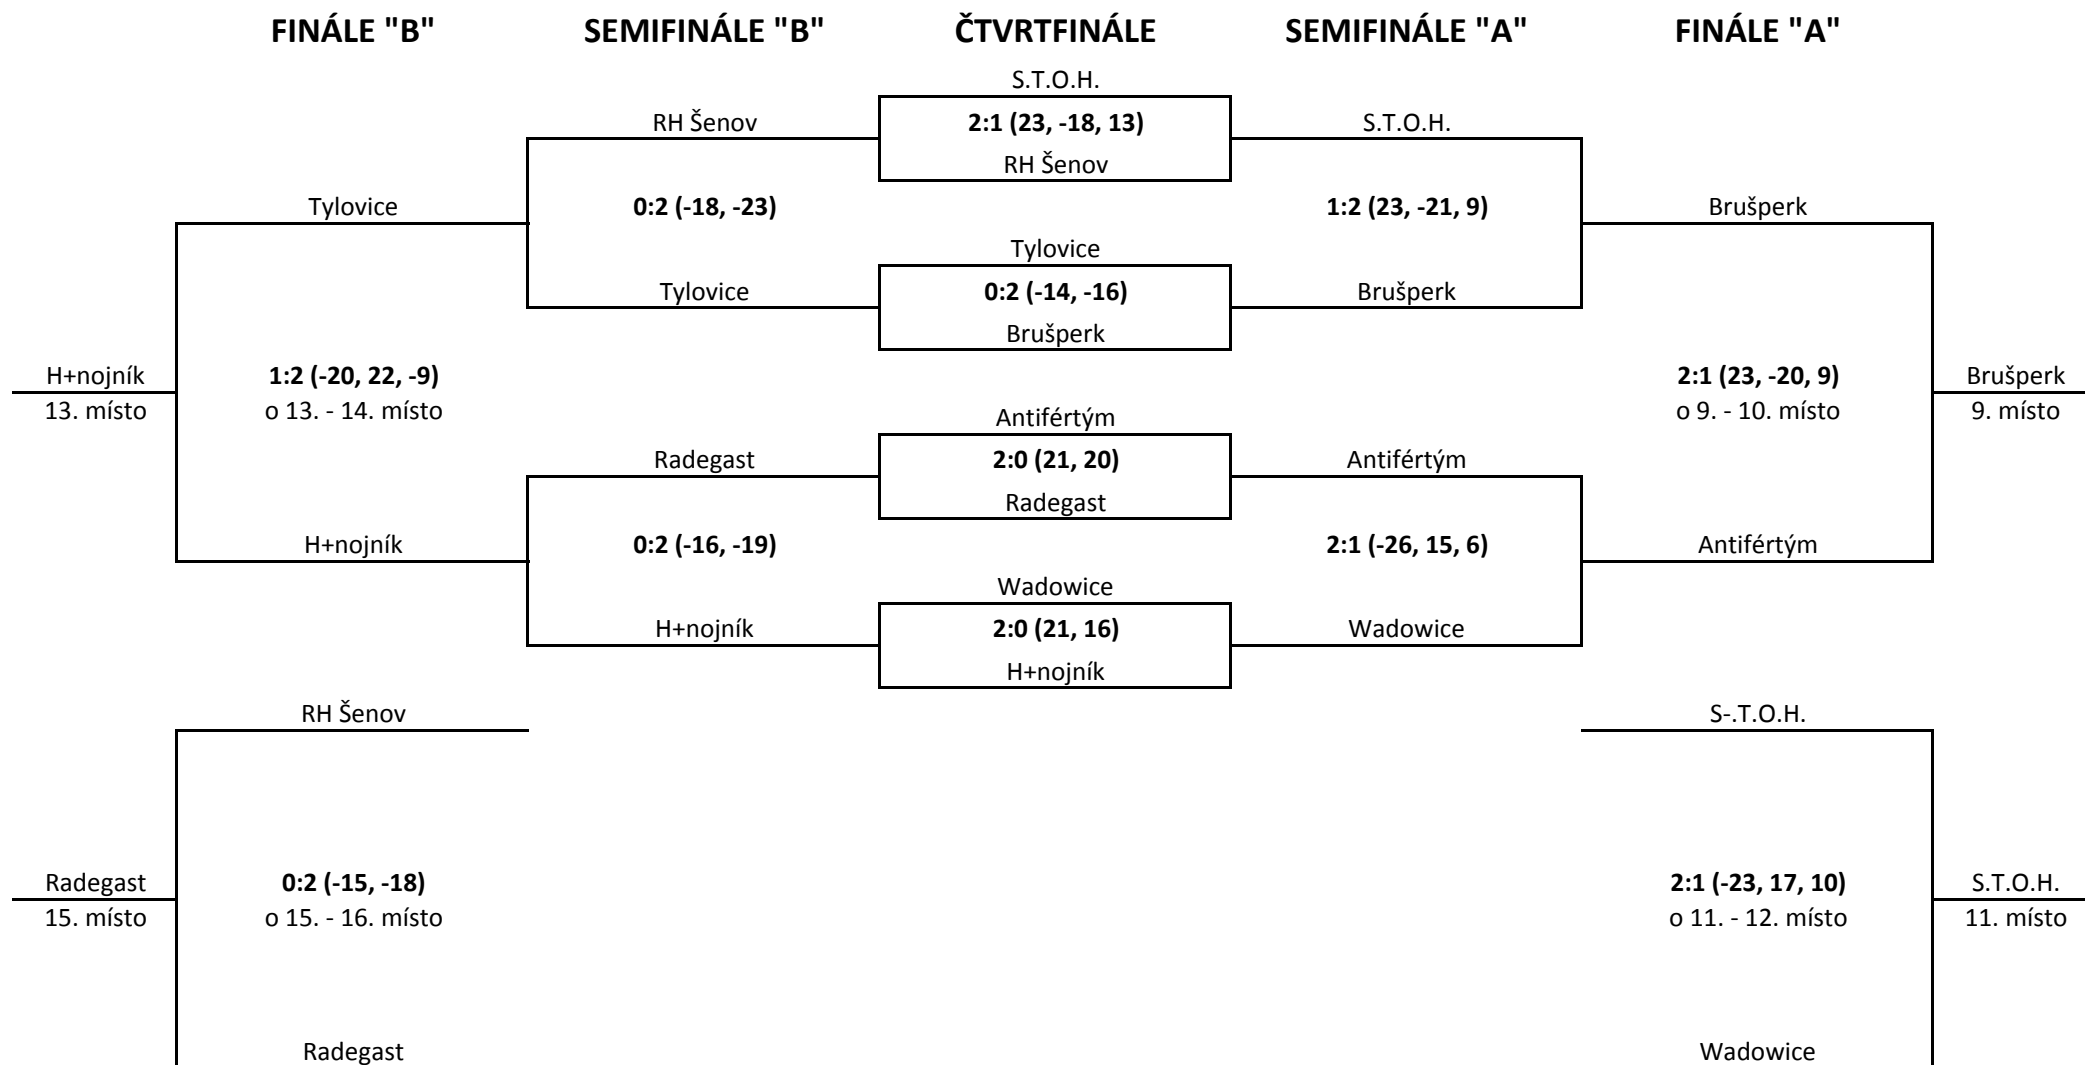 FINÁLE "B" SEMIFINÁLE "B" ČTVRTFINÁLE SEMIFINÁLE "A" FINÁLE "A"
S.T.O.H.
RH Šenov 2:1 (23, -18, 13) S.T.O.H.
RH Šenov
Tylovice 0:2 (-18, -23) 1:2 (23, -21, 9) Brušperk
Tylovice
Tylovice 0:2 (-14, -16) Brušperk
Brušperk
H+nojník 1:2 (-20, 22, -9) 2:1 (23, -20, 9) Brušperk
13. místo o 13. - 14. místo Antifértým o 9. - 10. místo 9. místo
Radegast 2:0 (21, 20) Antifértým
Radegast
H+nojník 0:2 (-16, -19) 2:1 (-26, 15, 6) Antifértým
Wadowice
H+nojník 2:0 (21, 16) Wadowice
H+nojník
RH Šenov S-.T.O.H.
Radegast 0:2 (-15, -18) 2:1 (-23, 17, 10) S.T.O.H.
15. místo o 15. - 16. místo o 11. - 12. místo 11. místo
Radegast Wadowice